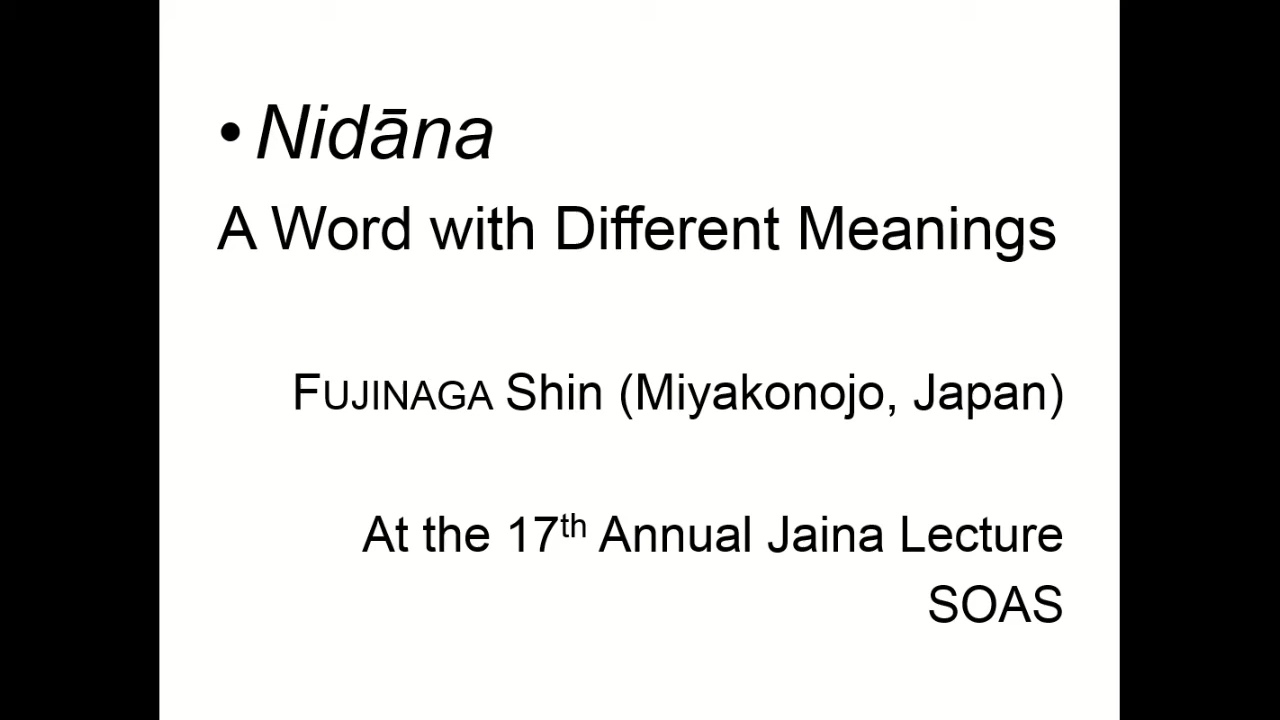 • Nidāna
A Word with Different Meanings
FUJINAGA Shin (Miyakonojo, Japan)
At the 17th Annual Jaina Lecture
SOAS